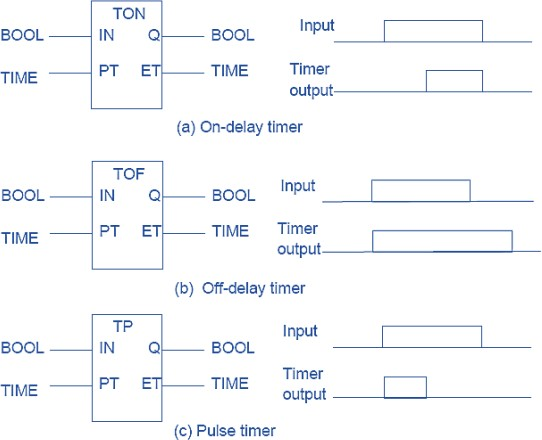 TON
BOOL IN Q BOOL
TIME PT ET TIME
Input
Timer
output
(a) On-delay timer
TOF
BOOL IN Q BOOL
TIME PT ET TIME
Input
Timer
output
(b) Off-delay timer
TP
BOOL IN Q BOOL
TIME PT ET TIME
Input
Timer
output
(c) Pulse timer